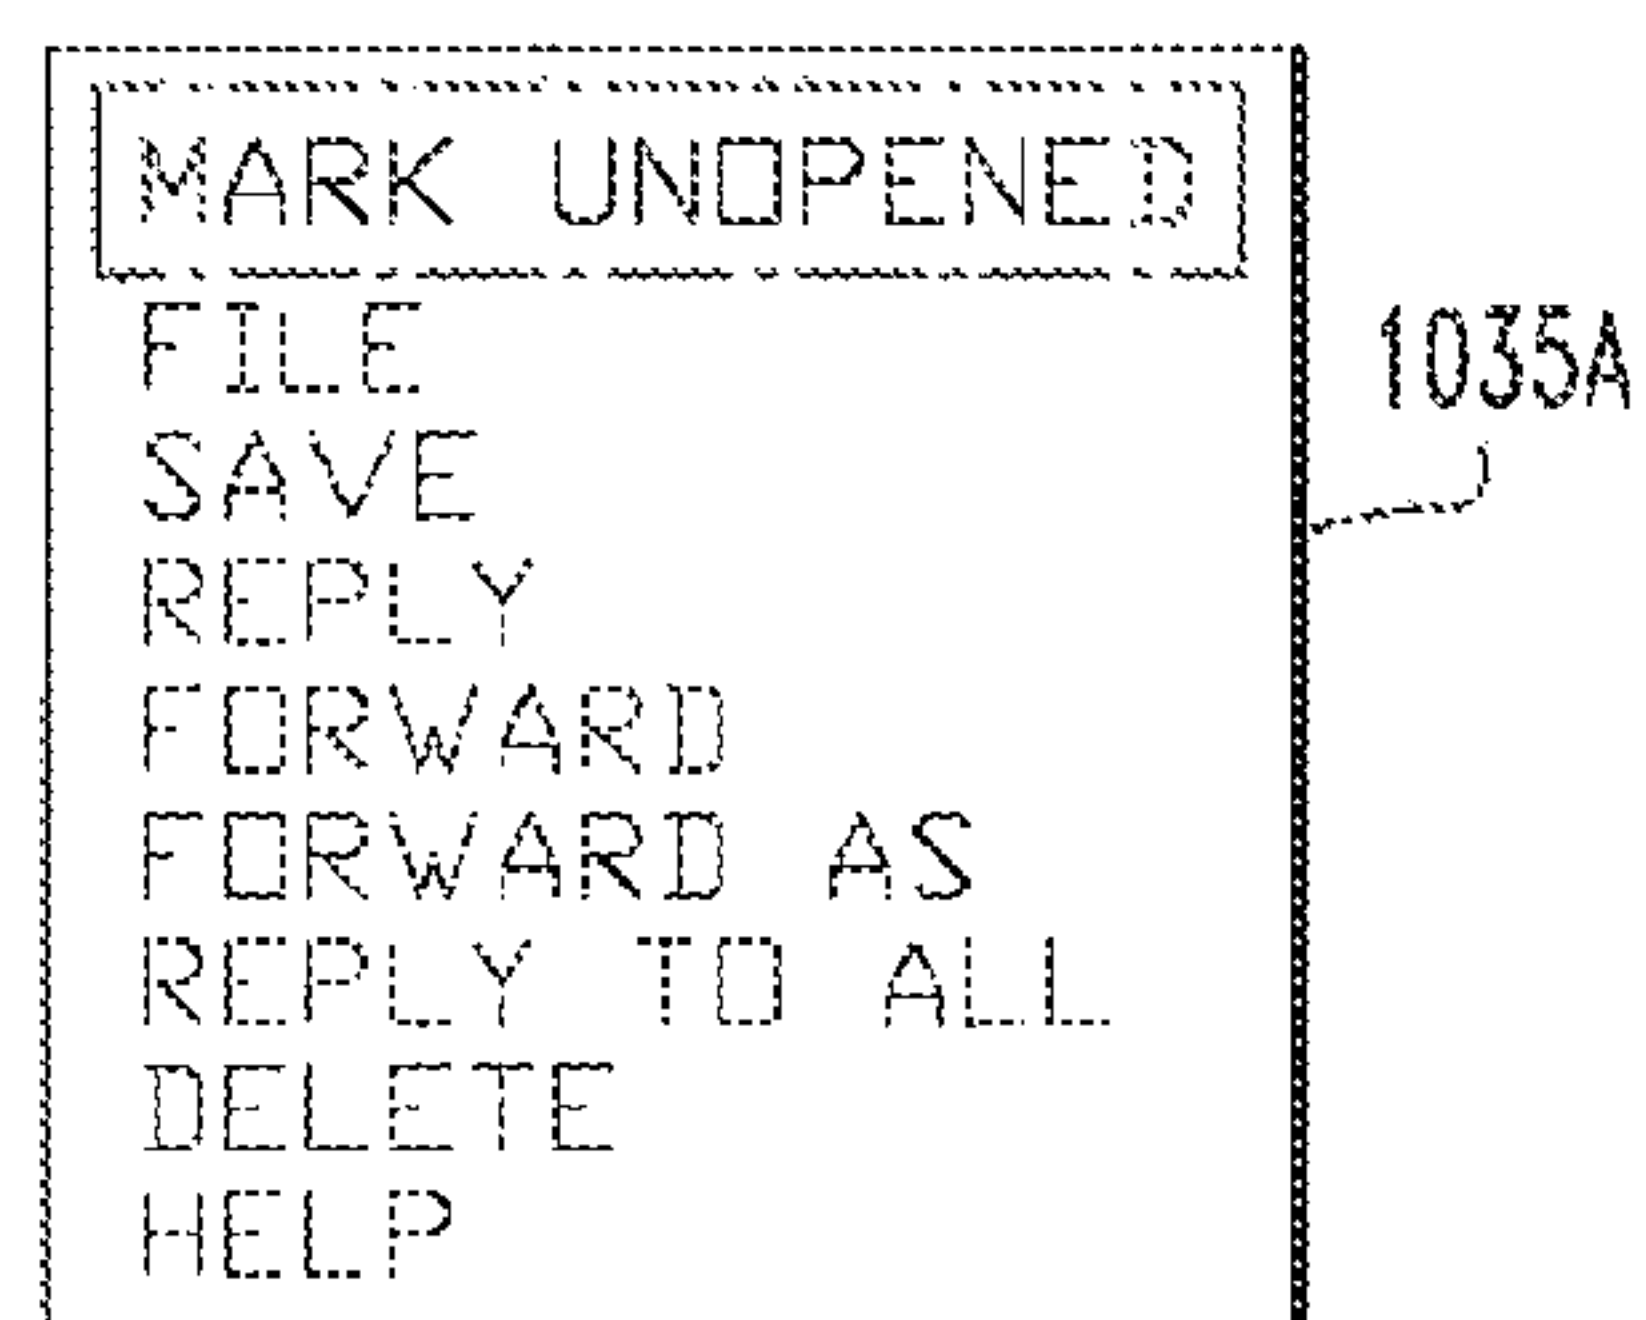 MARK UNOPENED
FILE
1035A
SAVE
REPLY
FORWARD
FORWARD AS
REPLY TO ALL
DELETE
HELP